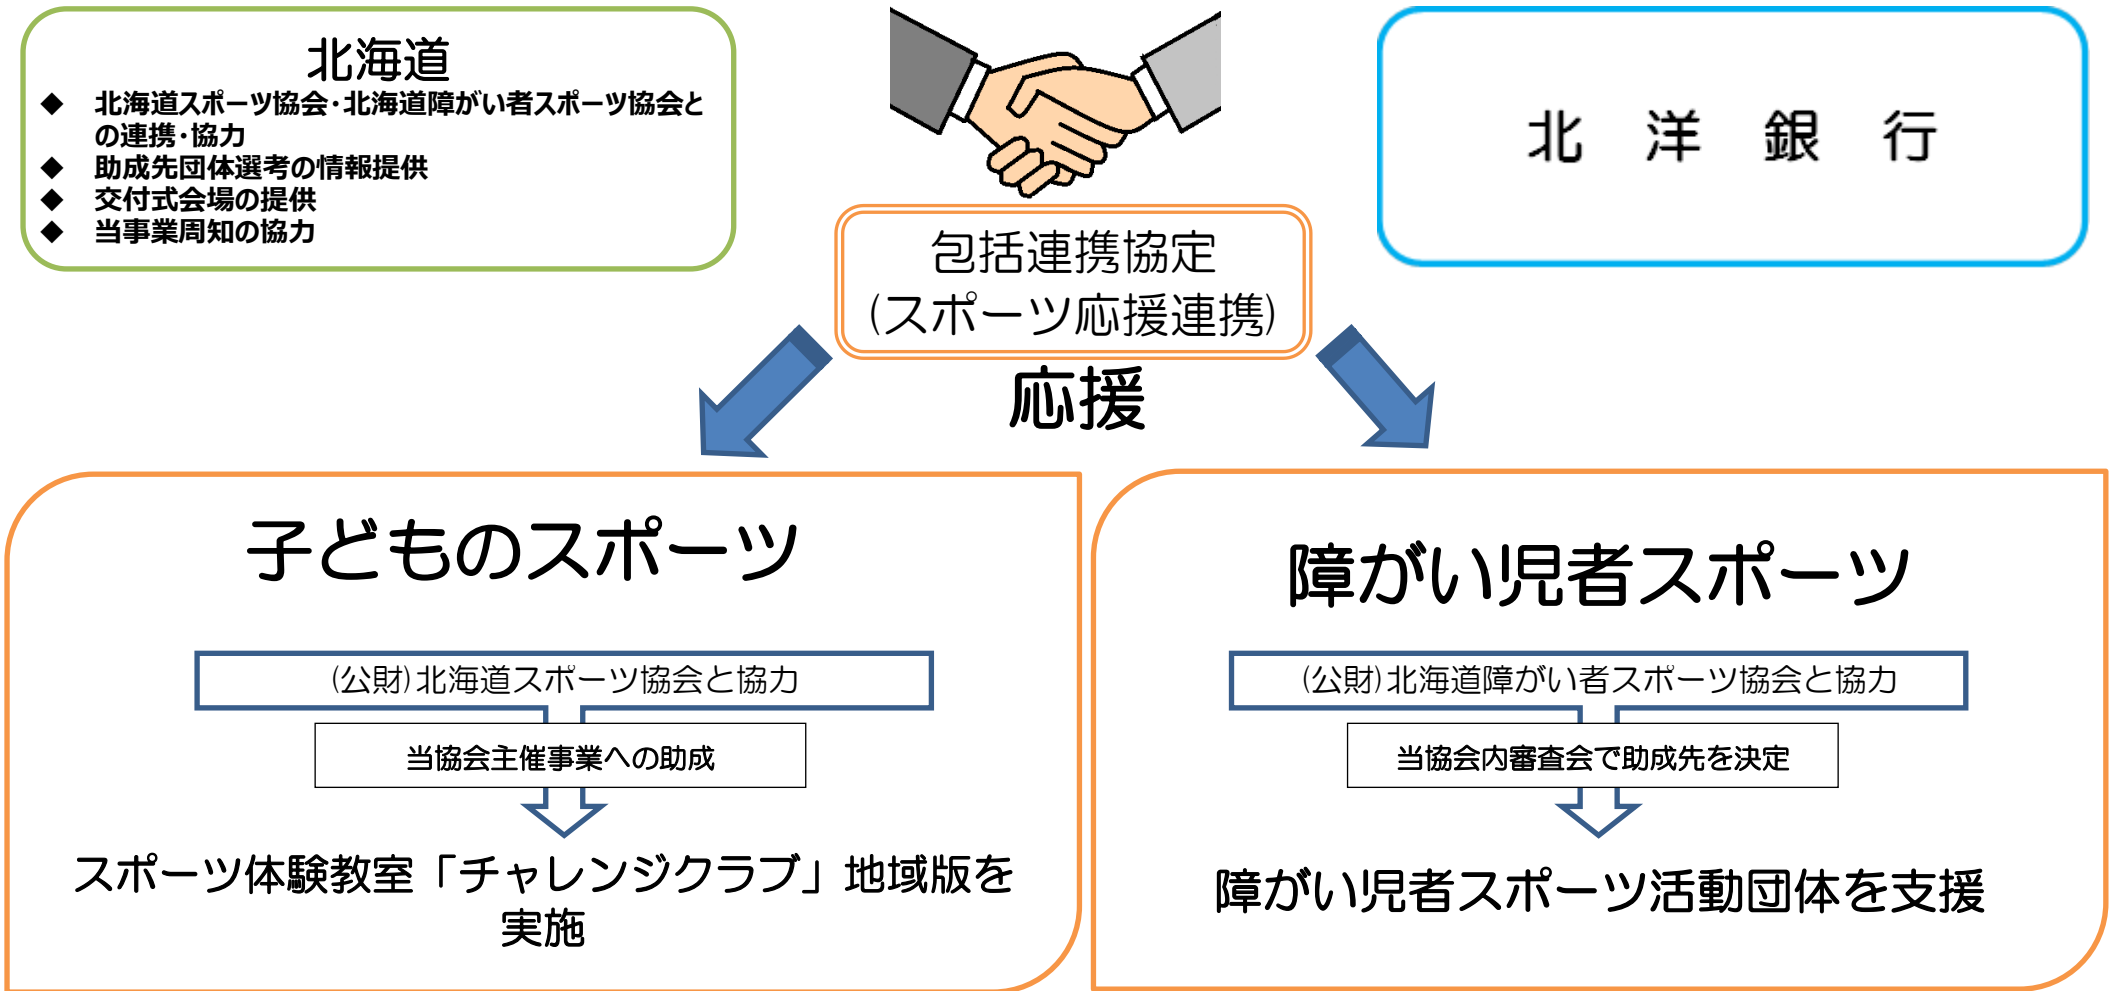 北海道
◆ 北海道スポーツ協会・北海道障がい者スポーツ協会と
の連携・協力
◆ 助成先団体選考の情報提供
◆ 交付式会場の提供
◆ 当事業周知の協力
北洋銀行
包括連携協定
(スポーツ応援連携)
応援
子どものスポーツ
(公財)北海道スポーツ協会と協力
当協会主催事業への助成
スポーツ体験教室「チャレンジクラブ」地域版を
実施
障がい児者スポーツ
(公財)北海道障がい者スポーツ協会と協力
当協会内審査会で助成先を決定
障がい児者スポーツ活動団体を支援